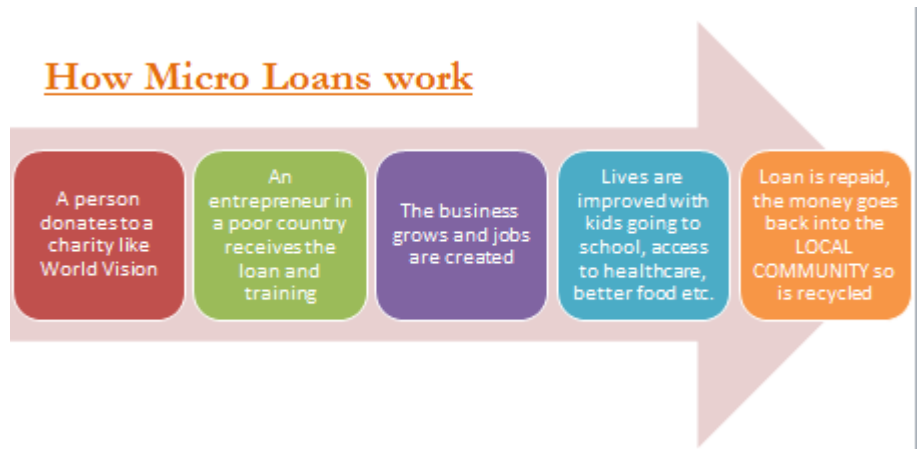 How Micro Loans work
A person
donates to a
charity like
World Vision
An
entrepreneur in
a poor country
receives the
loan and
training
The business
grows and jobs
are created
Lives are
improved with
kids going to
school, access
to healthcare,
better food etc.
Loan is repaid,
the money goes
back into the
LOCAL
COMMUNITY so
is recycled